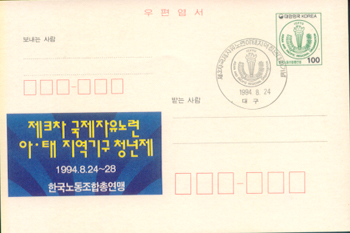 우편엽서
대한민국 KOREA
보내는 사람
100
1994. 8. 24
대구
받는 사람
제3차 국제자유노련
아·태 지역기구 청년제
1994.8.24~28
한국노동조합총연맹